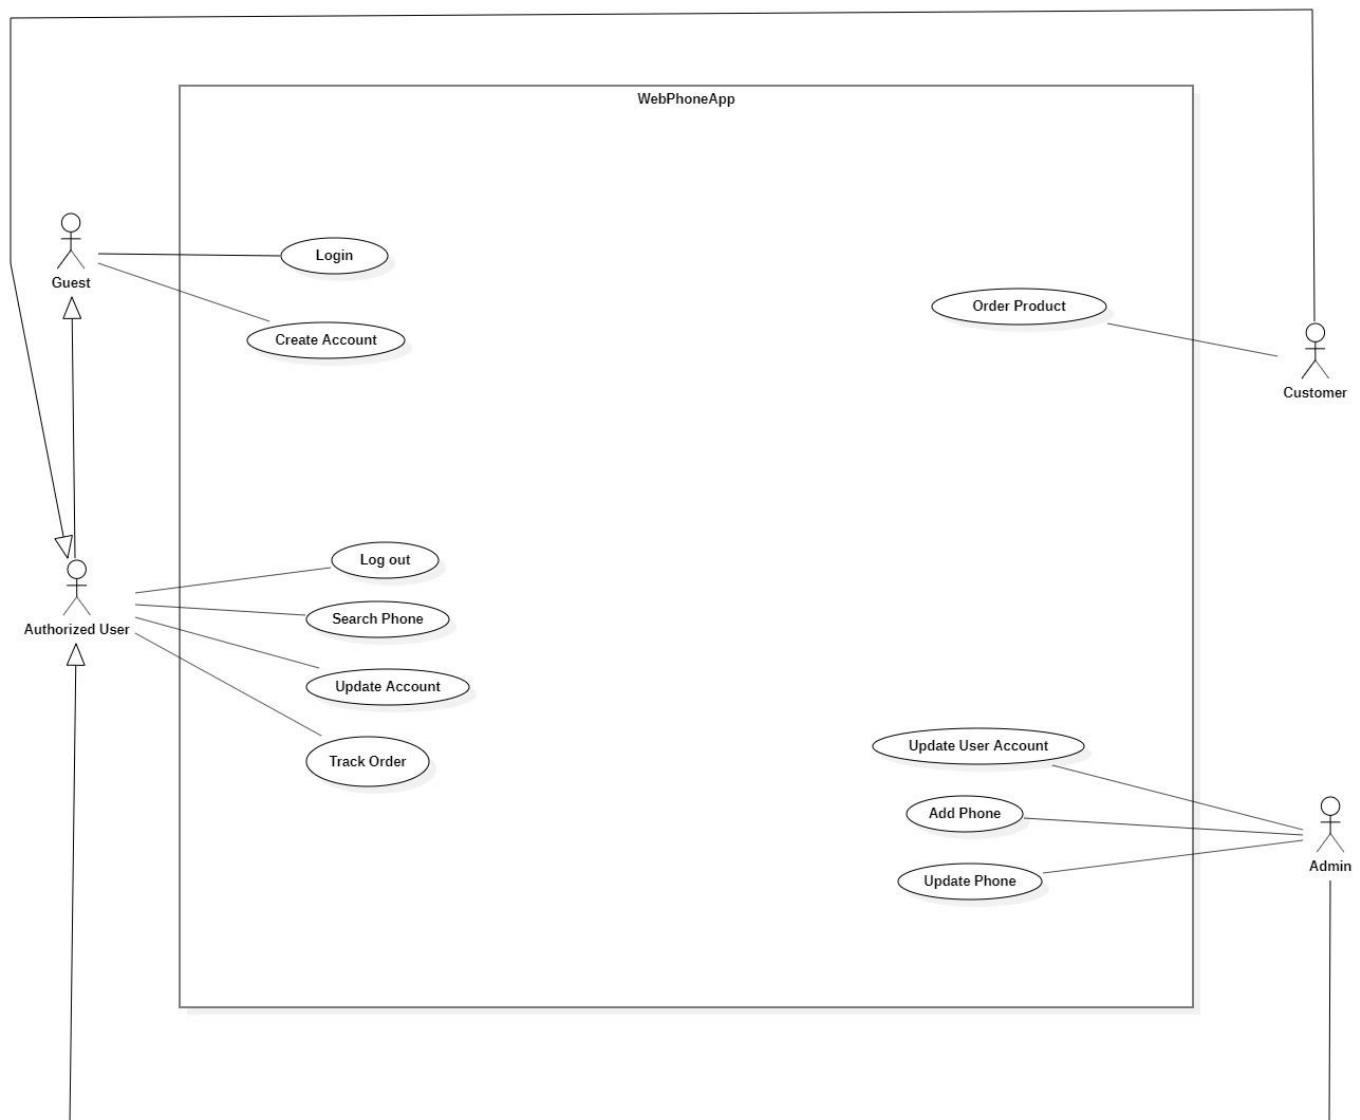 WebPhoneApp
Guest
Login
Create Account
Order Product
Customer
Log out
Search Phone
Authorized User
Update Account
Track Order
Update User Account
Add Phone
Admin
Update Phone